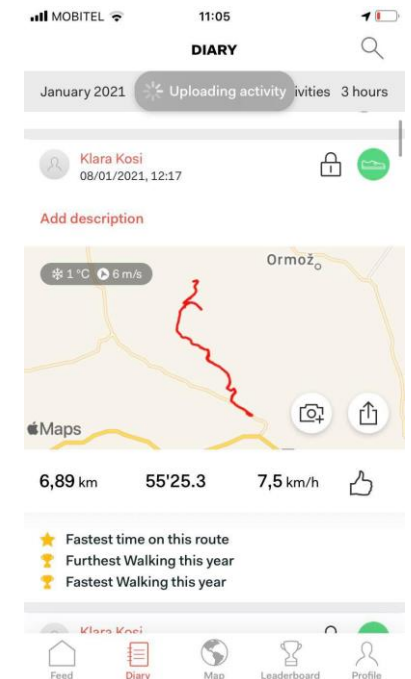 MOBITEL 11:05
DIARY
January 2021 Uploading activity ivities 3 hours
Klara Kosi
08/01/2021, 12:17
Add description
Ormož
1 °C 6 m/s
Maps
6,89 km 55'25.3 7,5 km/h
Fastest time on this route
Furthest Walking this year
Fastest Walking this year
Klara Kosi
Feed Diary Map Leaderboard Profile